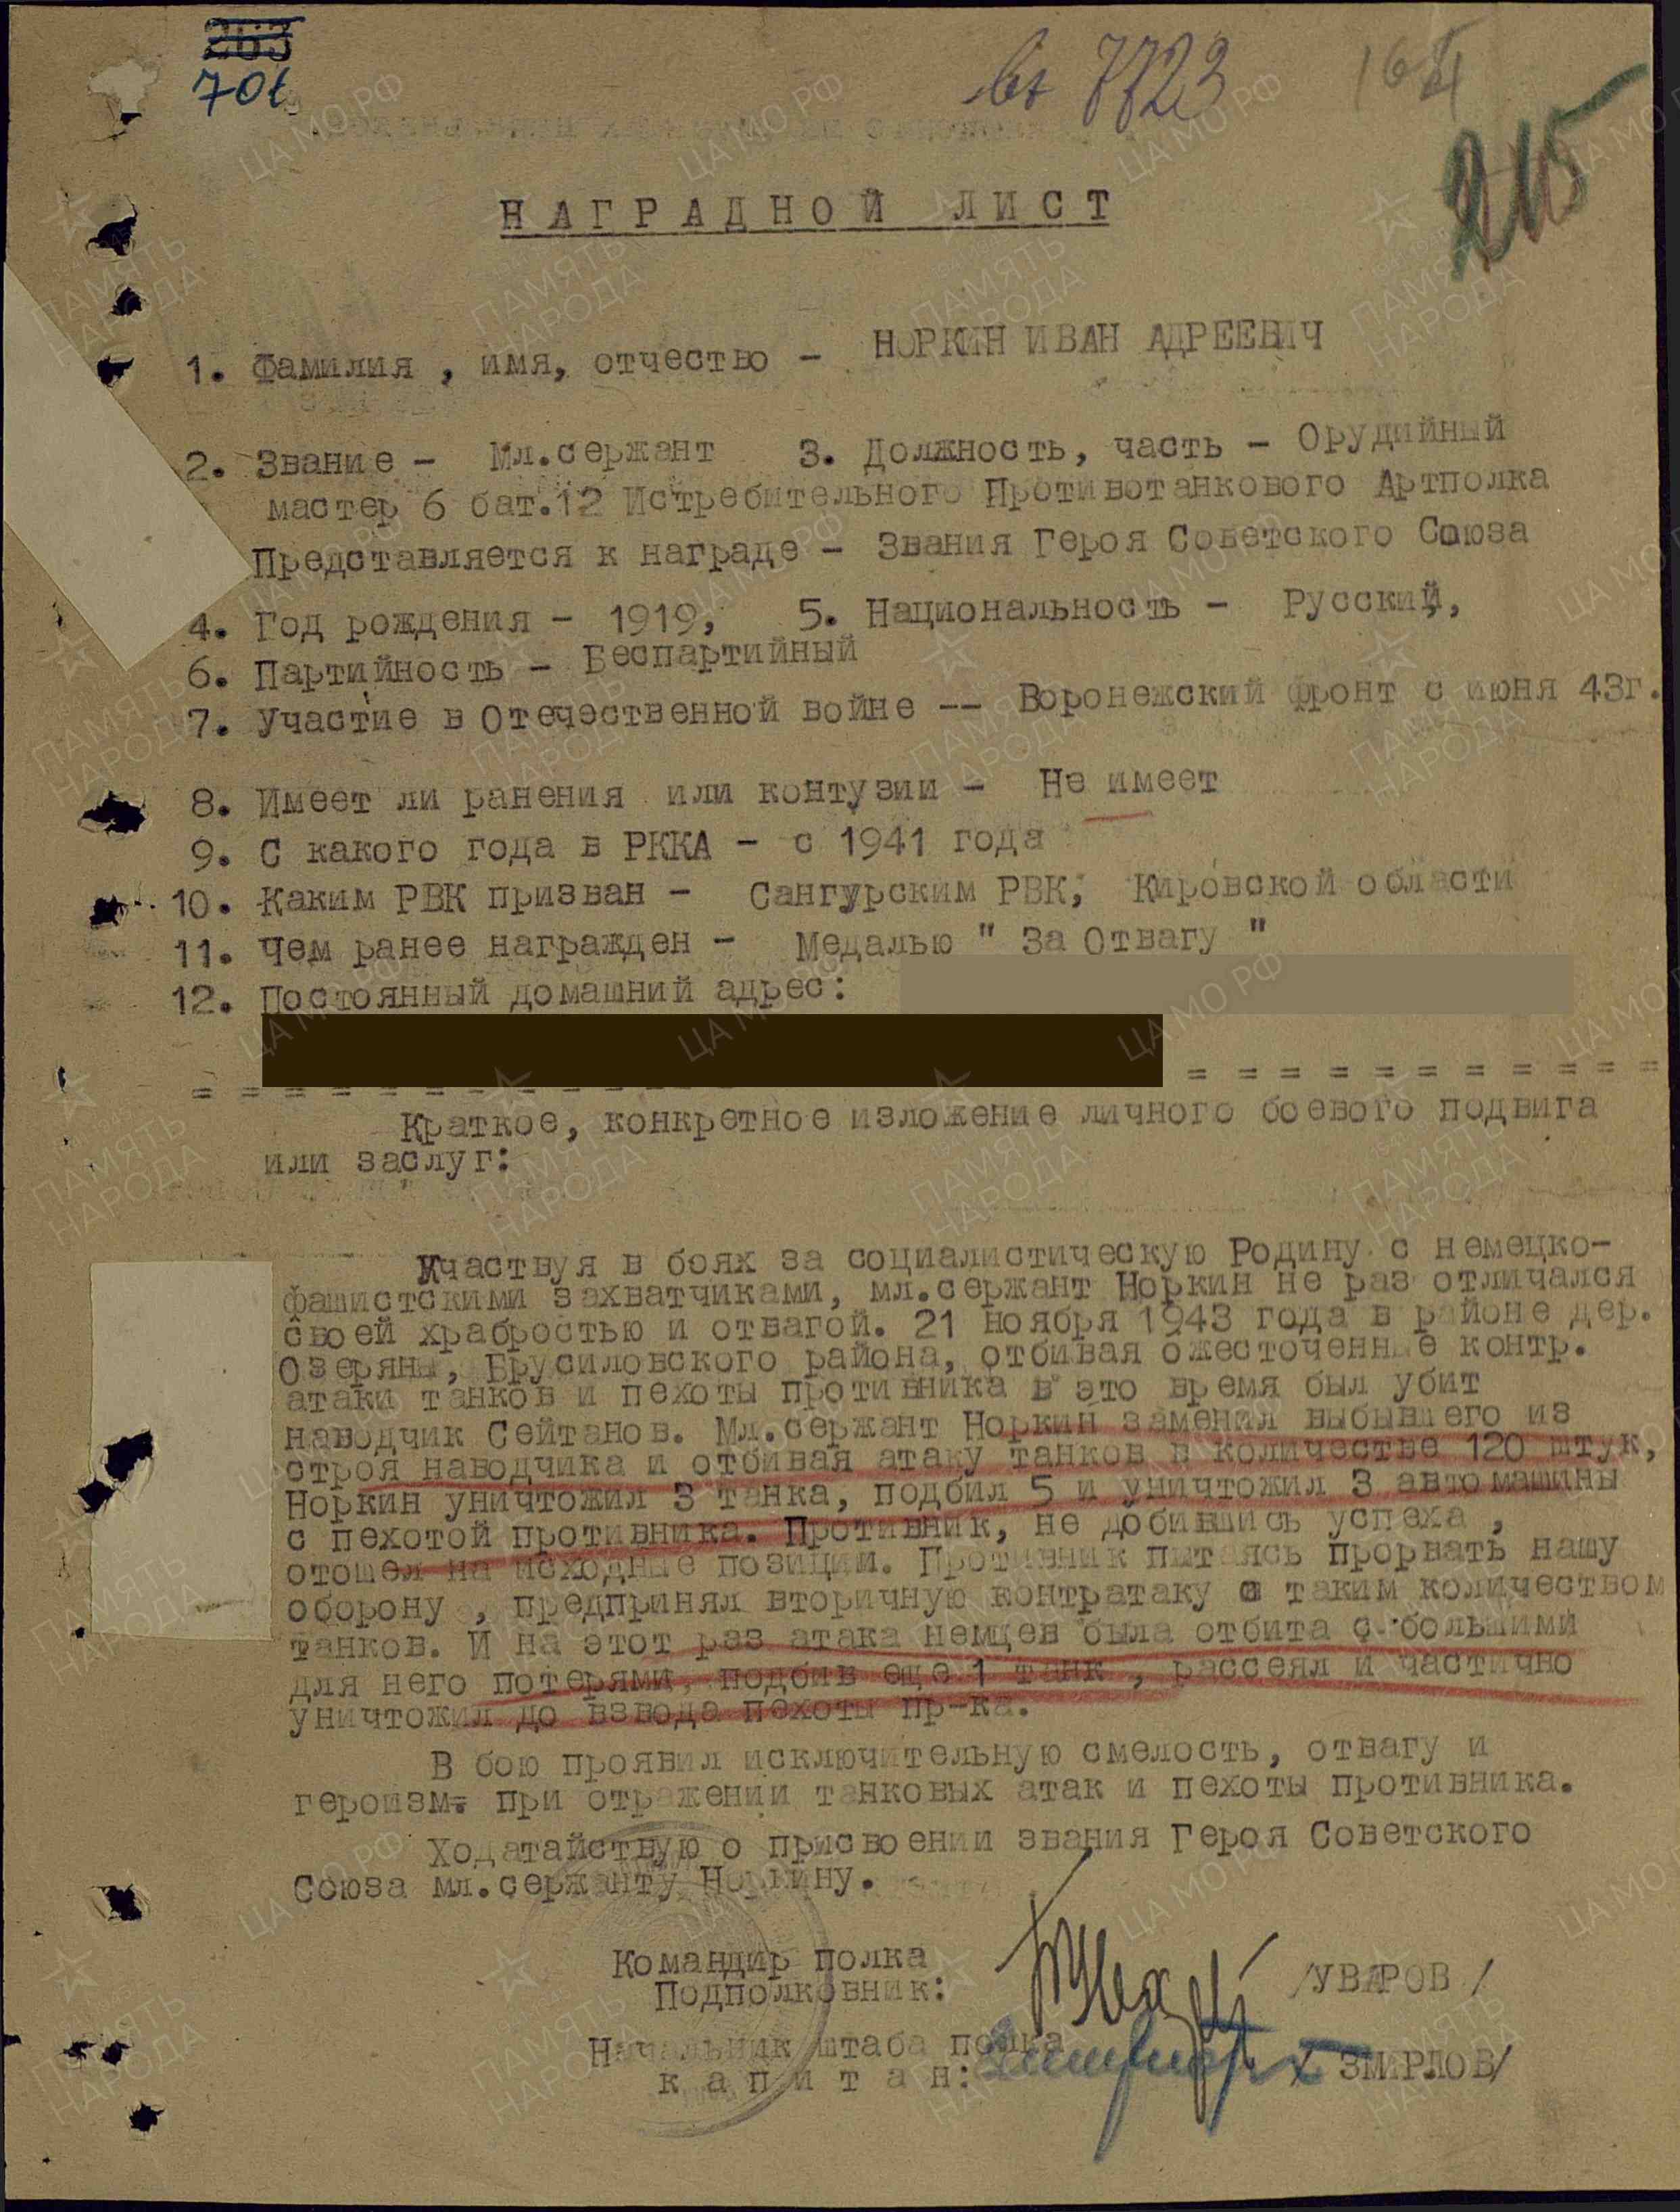 263
70t
вх 7723
215
НАГРАДНОЙ ЛИСТ
1. Фамилия , имя, отчество - НОРКИН ИВАН АДРЕЕВИЧ
2. Звание - Мл.сержант 3. Должность, часть - Орудийный
мастер 6 бат.12 Истребительного Противотанкового Артполка
Представляется к награде - Звания Героя Советского Союза
4. Год рождения - 1919, 5. Национальность - Русский,
6. Партийность - Беспартийный
7. Участие в Отечественной войне -- Воронежский фронт с июня 43г.
8. Имеет ли ранения или контузии - Не имеет
9. С какого года в РККА - с 1941 года
10. Каким РВК призван - Сангурским РВК, Кировской области
11. Чем ранее награжден - Медалью " За Отвагу "
12. Постоянный домашний адрес:
Краткое, конкретное изложение личного боевого подвига
или заслуг:
Участвуя в боях за социалистическую Родину с немецко-
фашистскими захватчиками, мл.сержант Норкин не раз отличался
своей храбростью и отвагой. 21 ноября 1943 года в районе дер.
Озеряны, Брусиловского района, отбивая ожесточенные контр.
атаки танков и пехоты противника в это время был убит
наводчик Сейтанов. Мл.сержант Норкин заменил выбывшего из
строя наводчика и отбивая атаку танков в количестве 120 штук,
Норкин уничтожил 3 танка, подбил 5 и уничтожил 3 автомашины
с пехотой противника. Противник, не добившись успеха ,
отошел на исходные позиции. Противник пытаясь прорвать нашу
оборону , предпринял вторичную контратаку с таким количеством
танков. И на этот раз атака немцев была отбита с большими
для него потерями, подбив еще 1 танк , рассеял и частично
уничтожил до взвода пехоты пр-ка.
В бою проявил исключительную смелость, отвагу и
героизм. при отражении танковых атак и пехоты противника.
Ходатайствую о присвоении звания Героя Советского
Союза мл.сержанту Норкину.
Командир полка
Подполковник: /УВАРОВ /
Начальник штаба полка
капитан: / ЗМИРЛОВ/
ЦА МО РФ
ПАМЯТЬ НАРОДА